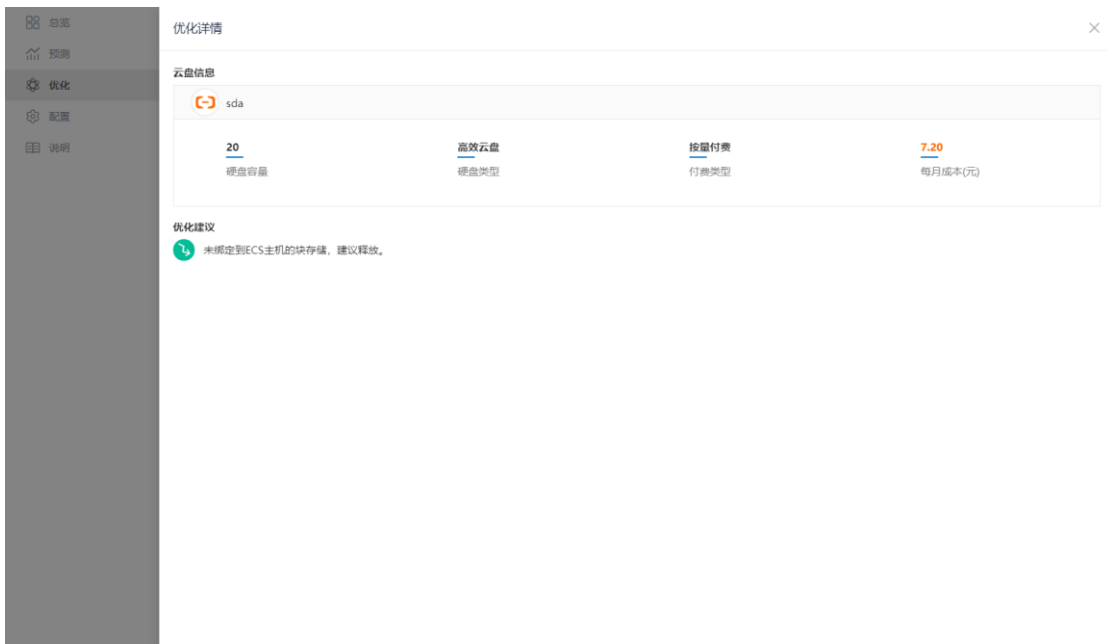 总览
预测
优化
配置
说明
优化详情
云盘信息
sda
20 高效云盘 按量付费 7.20
硬盘容量 硬盘类型 付费类型 每月成本(元)
优化建议
未绑定到ECS主机的块存储，建议释放。